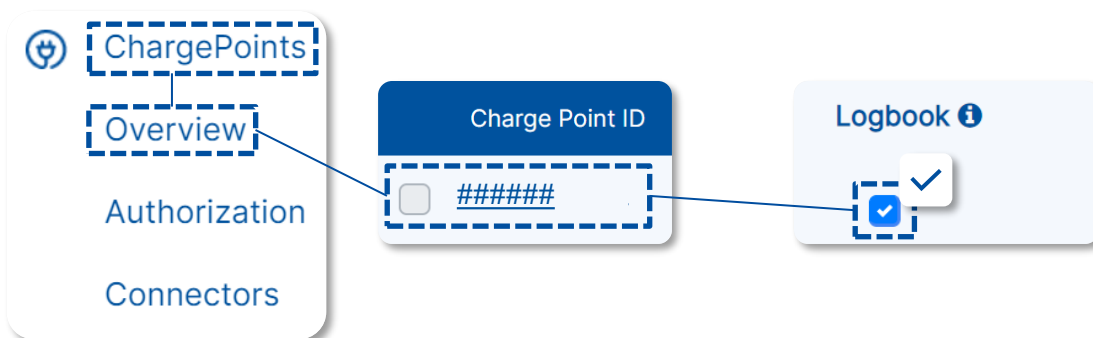 ChargePoints
Overview
Authorization
Connectors
Charge Point ID
######
Logbook